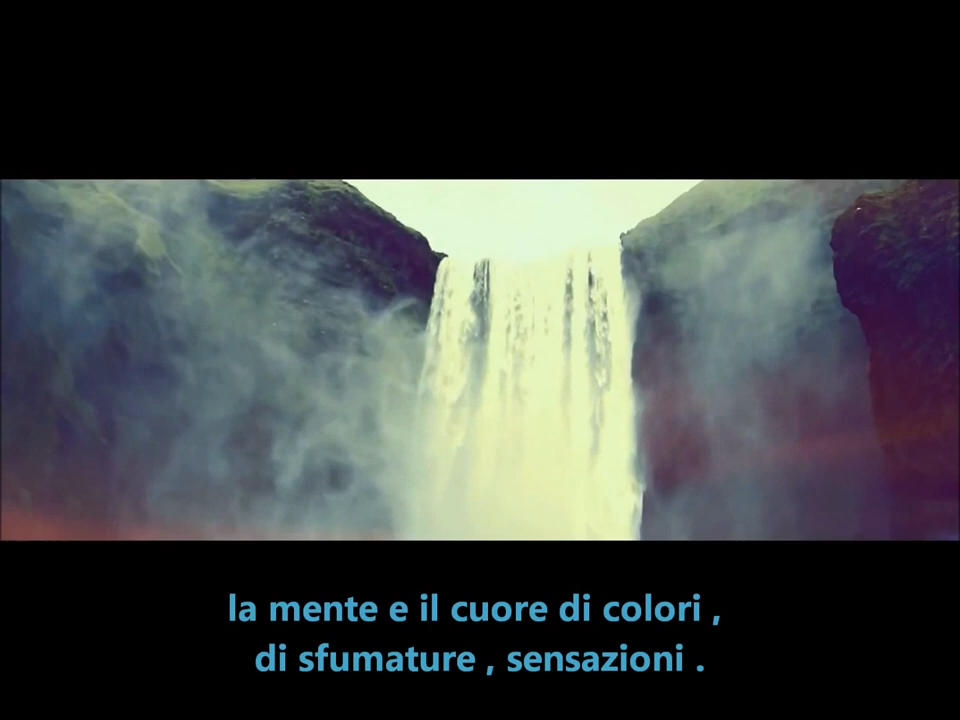 la mente e il cuore di colori ,
di sfumature , sensazioni .